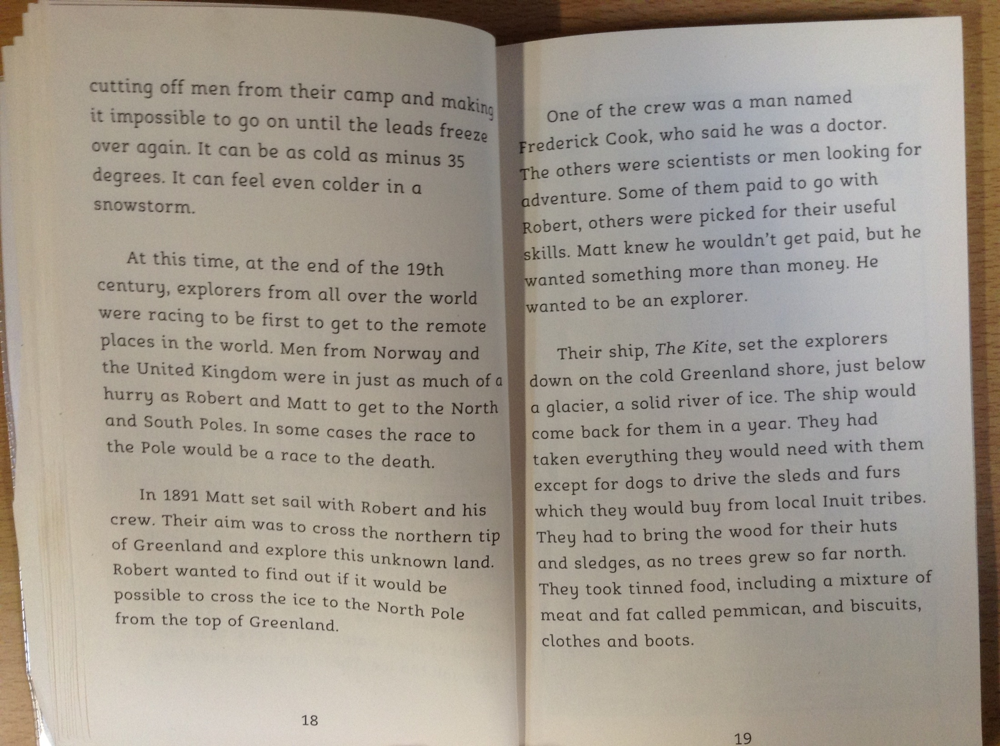 cutting off men from their camp and making
it impossible to go on until the leads freeze
over again. It can be as cold as minus 35
degrees. It can feel even colder in a
snowstorm.
At this time, at the end of the 19th
century, explorers from all over the world
were racing to be first to get to the remote
places in the world. Men from Norway and
the United Kingdom were in just as much of a
hurry as Robert and Matt to get to the North
and South Poles. In some cases the race to
the Pole would be a race to the death.
In 1891 Matt set sail with Robert and his
crew. Their aim was to cross the northern tip
of Greenland and explore this unknown land.
Robert wanted to find out if it would be
possible to cross the ice to the North Pole
from the top of Greenland.
18
One of the crew was a man named
Frederick Cook, who said he was a doctor.
The others were scientists or men looking for
adventure. Some of them paid to go with
Robert, others were picked for their useful
skills. Matt knew he wouldn't get paid, but he
wanted something more than money. He
wanted to be an explorer.
Their ship, The Kite, set the explorers
down on the cold Greenland shore, just below
a glacier, a solid river of ice. The ship would
come back for them in a year. They had
taken everything they would need with them
except for dogs to drive the sleds and furs
which they would buy from local Inuit tribes.
They had to bring the wood for their huts
and sledges, as no trees grew so far north.
They took tinned food, including a mixture of
meat and fat called pemmican, and biscuits,
clothes and boots.
19